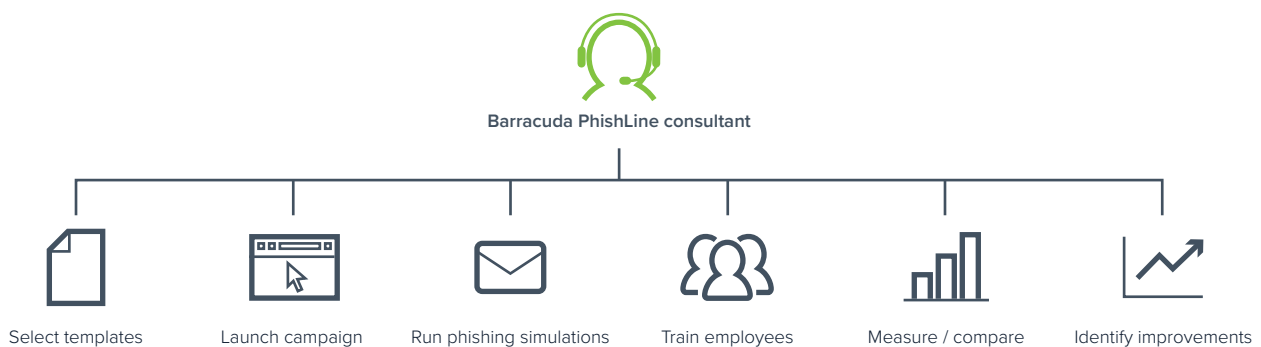 Barracuda PhishLine consultant
Select templates
Launch campaign
Run phishing simulations
Train employees
Measure / compare
Identify improvements